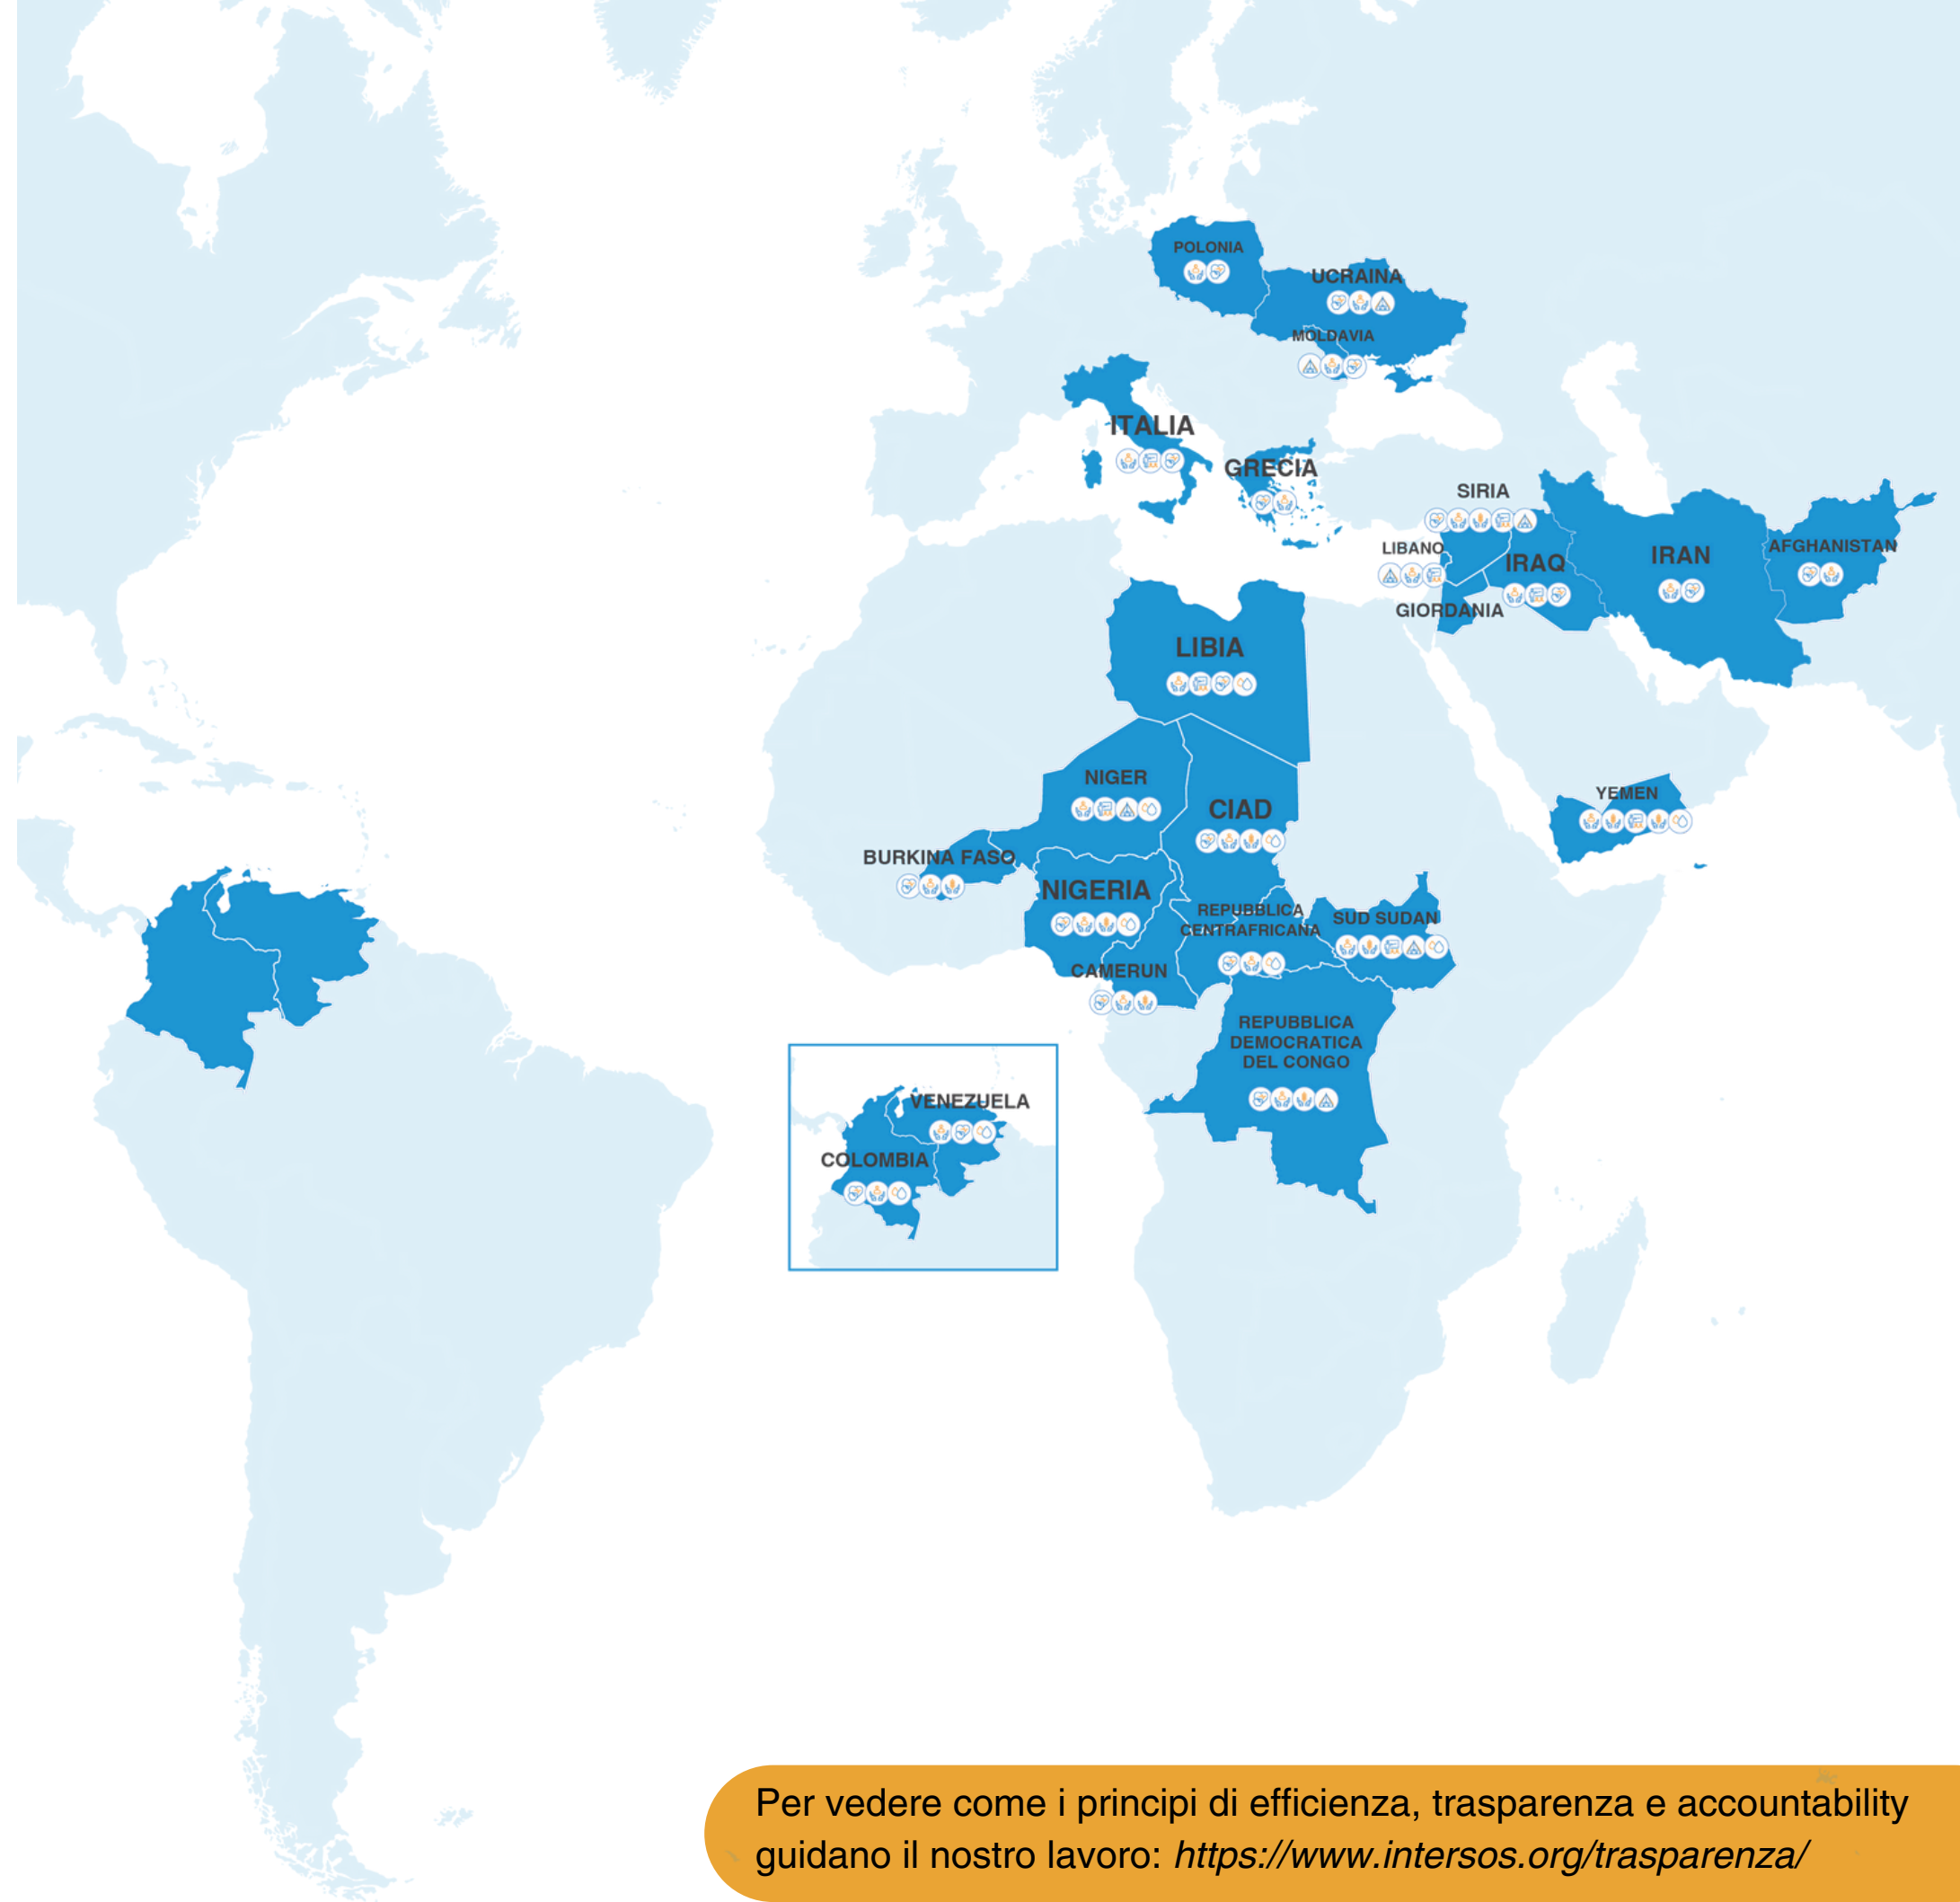 POLONIA
UCRAINA
MOLDAVIA
ITALIA
GRECIA
SIRIA
LIBANO
IRAQ
IRAN
AFGHANISTAN
GIORDANIA
LIBIA
NIGER
CIAD
YEMEN
BURKINA FASO
NIGERIA
REPUBBLICA
CENTRAFRICANA
SUD SUDAN
CAMERUN
REPUBBLICA
DEMOCRATICA
DEL CONGO
VENEZUELA
COLOMBIA
Per vedere come i principi di efficienza, trasparenza e accountability
guidano il nostro lavoro: https://www.intersos.org/trasparenza/